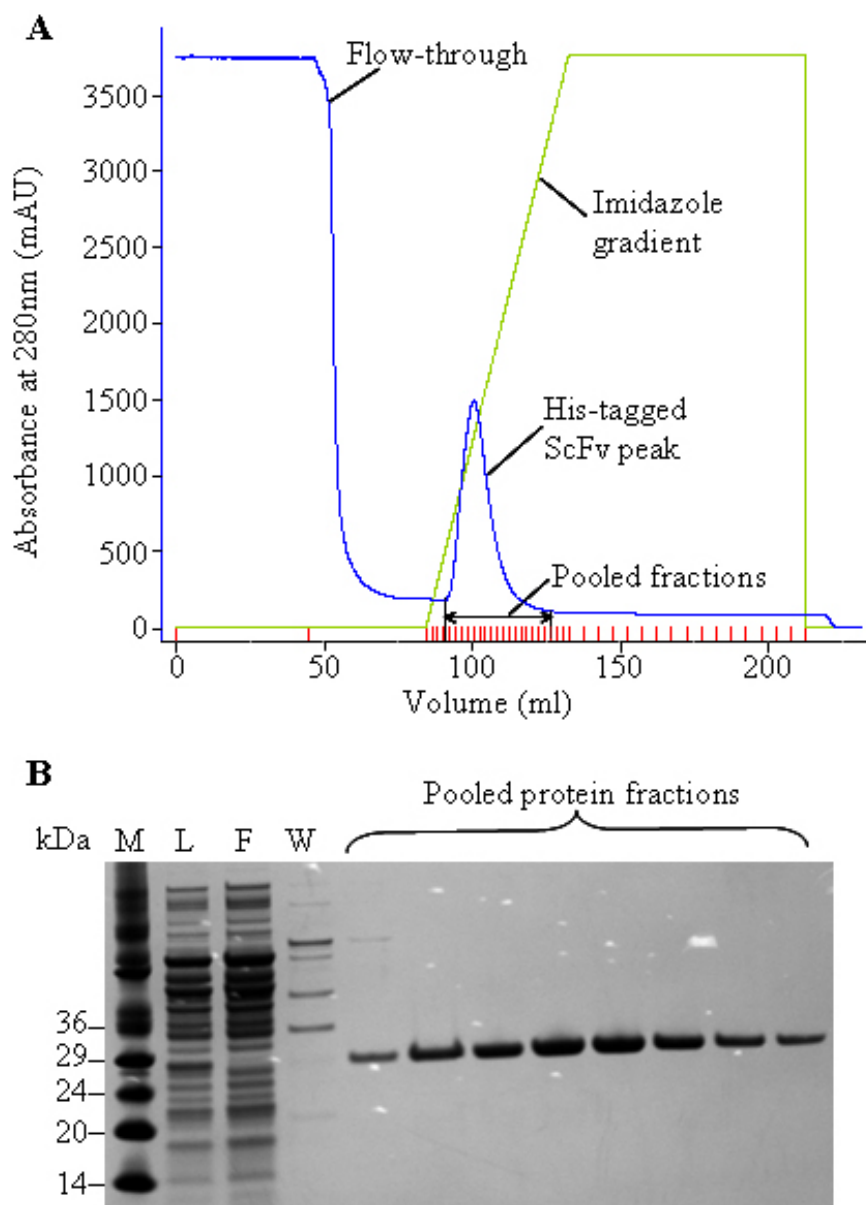 A
Flow-through
3500
3000
2500
2000
1500
1000
500
0
Absorbance at 280nm (mAU)
Imidazole
gradient
His-tagged
ScFv peak
Pooled fractions
0 50 100 150 200
Volume (ml)
B
Pooled protein fractions
kDa M L F W
36
29
24
20
14